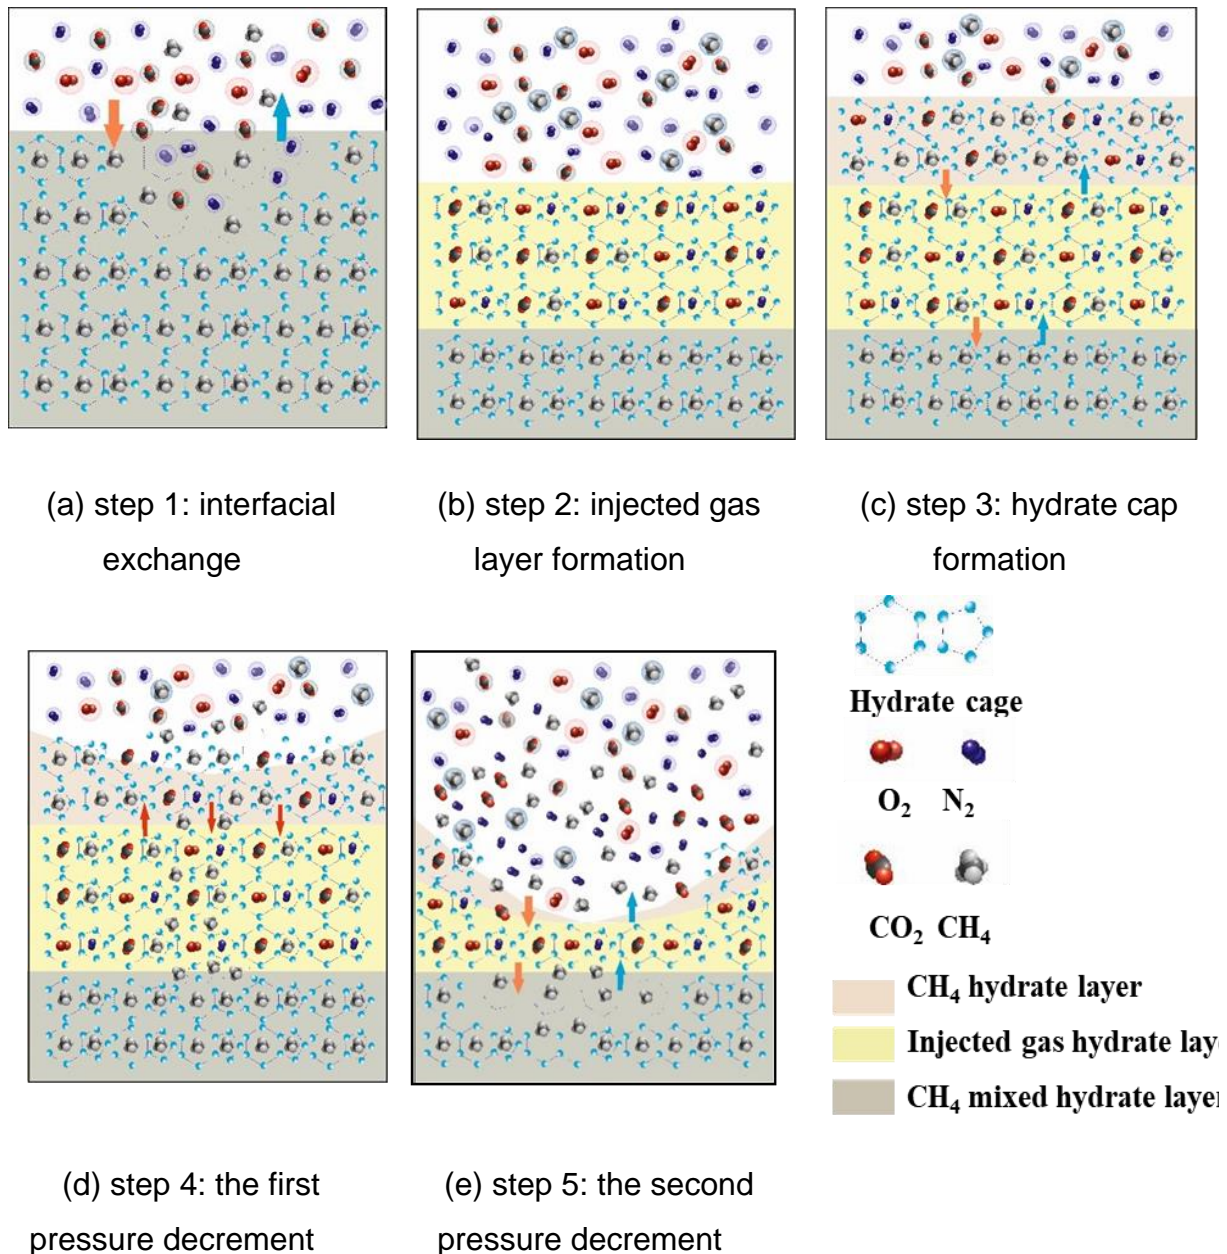 (a) step 1: interfacial
exchange
(b) step 2: injected gas
layer formation
(c) step 3: hydrate cap
formation
Hydrate cage
O₂ N₂
CO₂ CH₄
CH₄ hydrate layer
Injected gas hydrate lay
CH₄ mixed hydrate layer
(d) step 4: the first
pressure decrement
(e) step 5: the second
pressure decrement